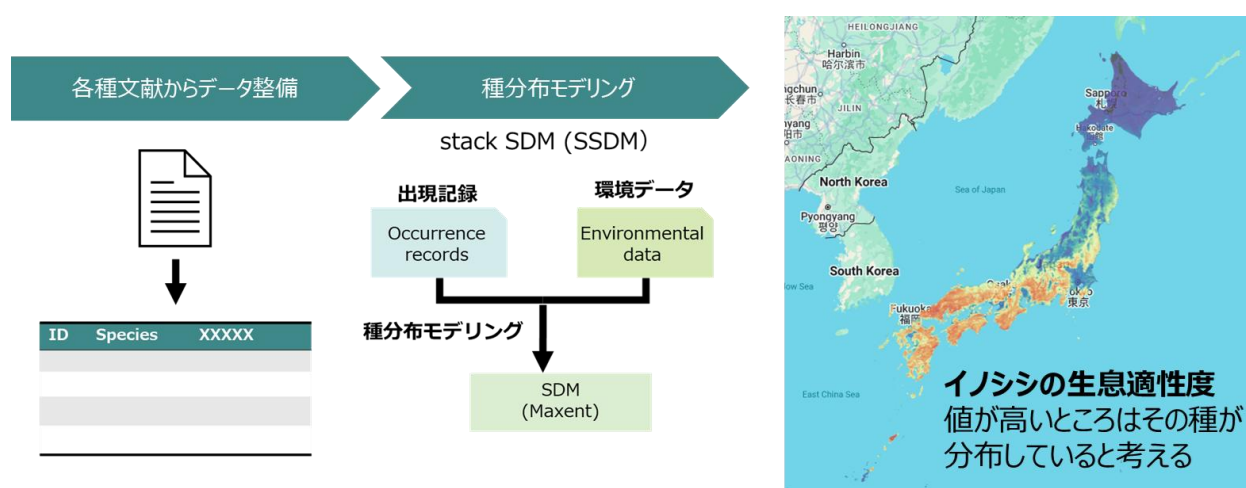 各種文献からデータ整備
種分布モデリング
stack SDM (SSDM)
出現記録
環境データ
Occurrence
records
Environmental
data
種分布モデリング
SDM
(Maxent)
ID Species XXXXX
HEILONGJIANG
Harbin
哈尔滨市
长春市
JILIN
Sapporo
North Korea
Sea of Japan
Pyongyang
평양
South Korea
Fukuoka
福岡
東京
East China Sea
イノシシの生息適性度
値が高いところはその種が
分布していると考える